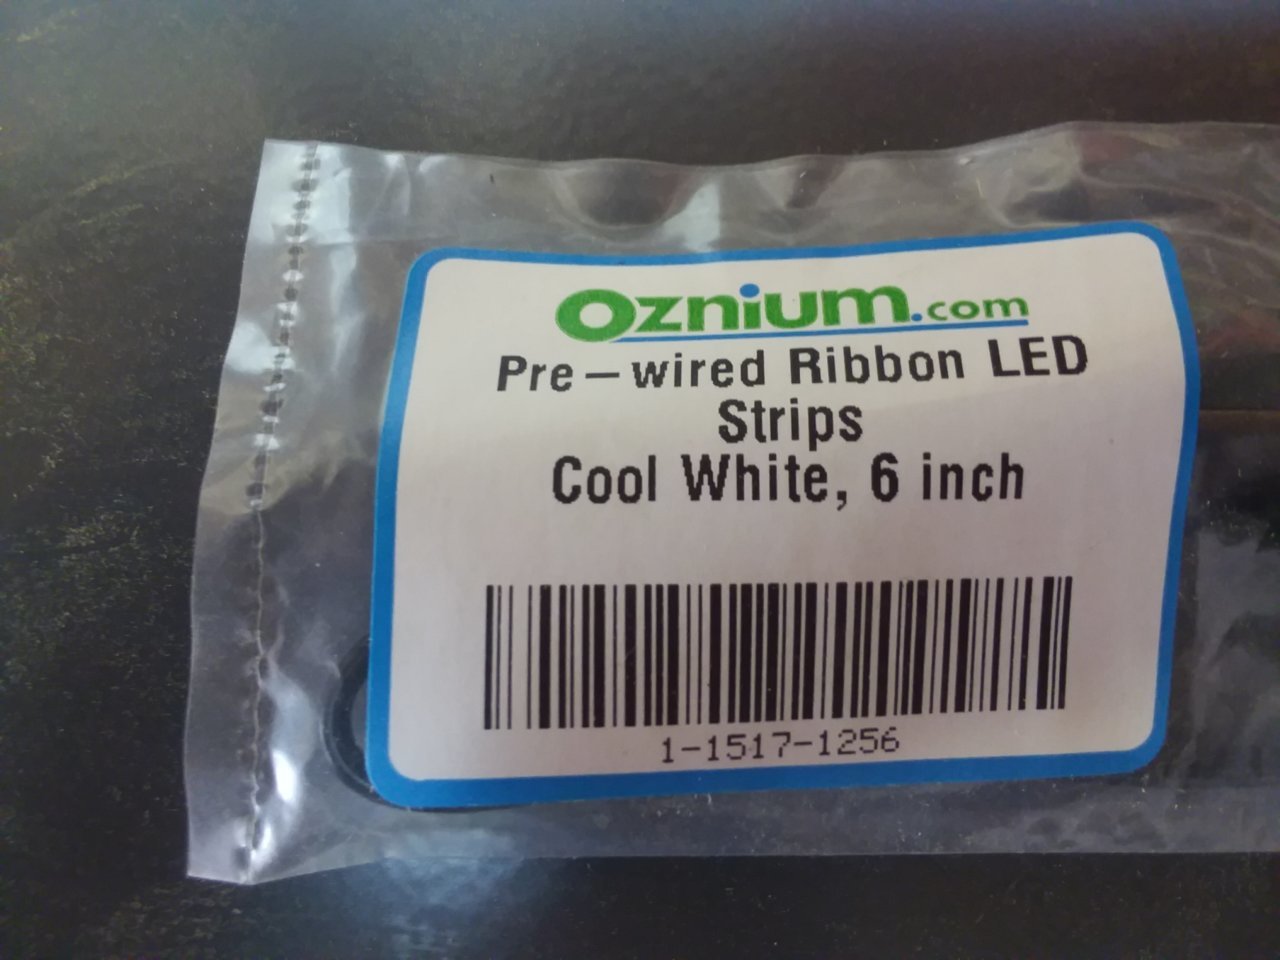 Oznium.com
Pre-wired Ribbon LED
Strips
Cool White, 6 inch
1-1517-1256